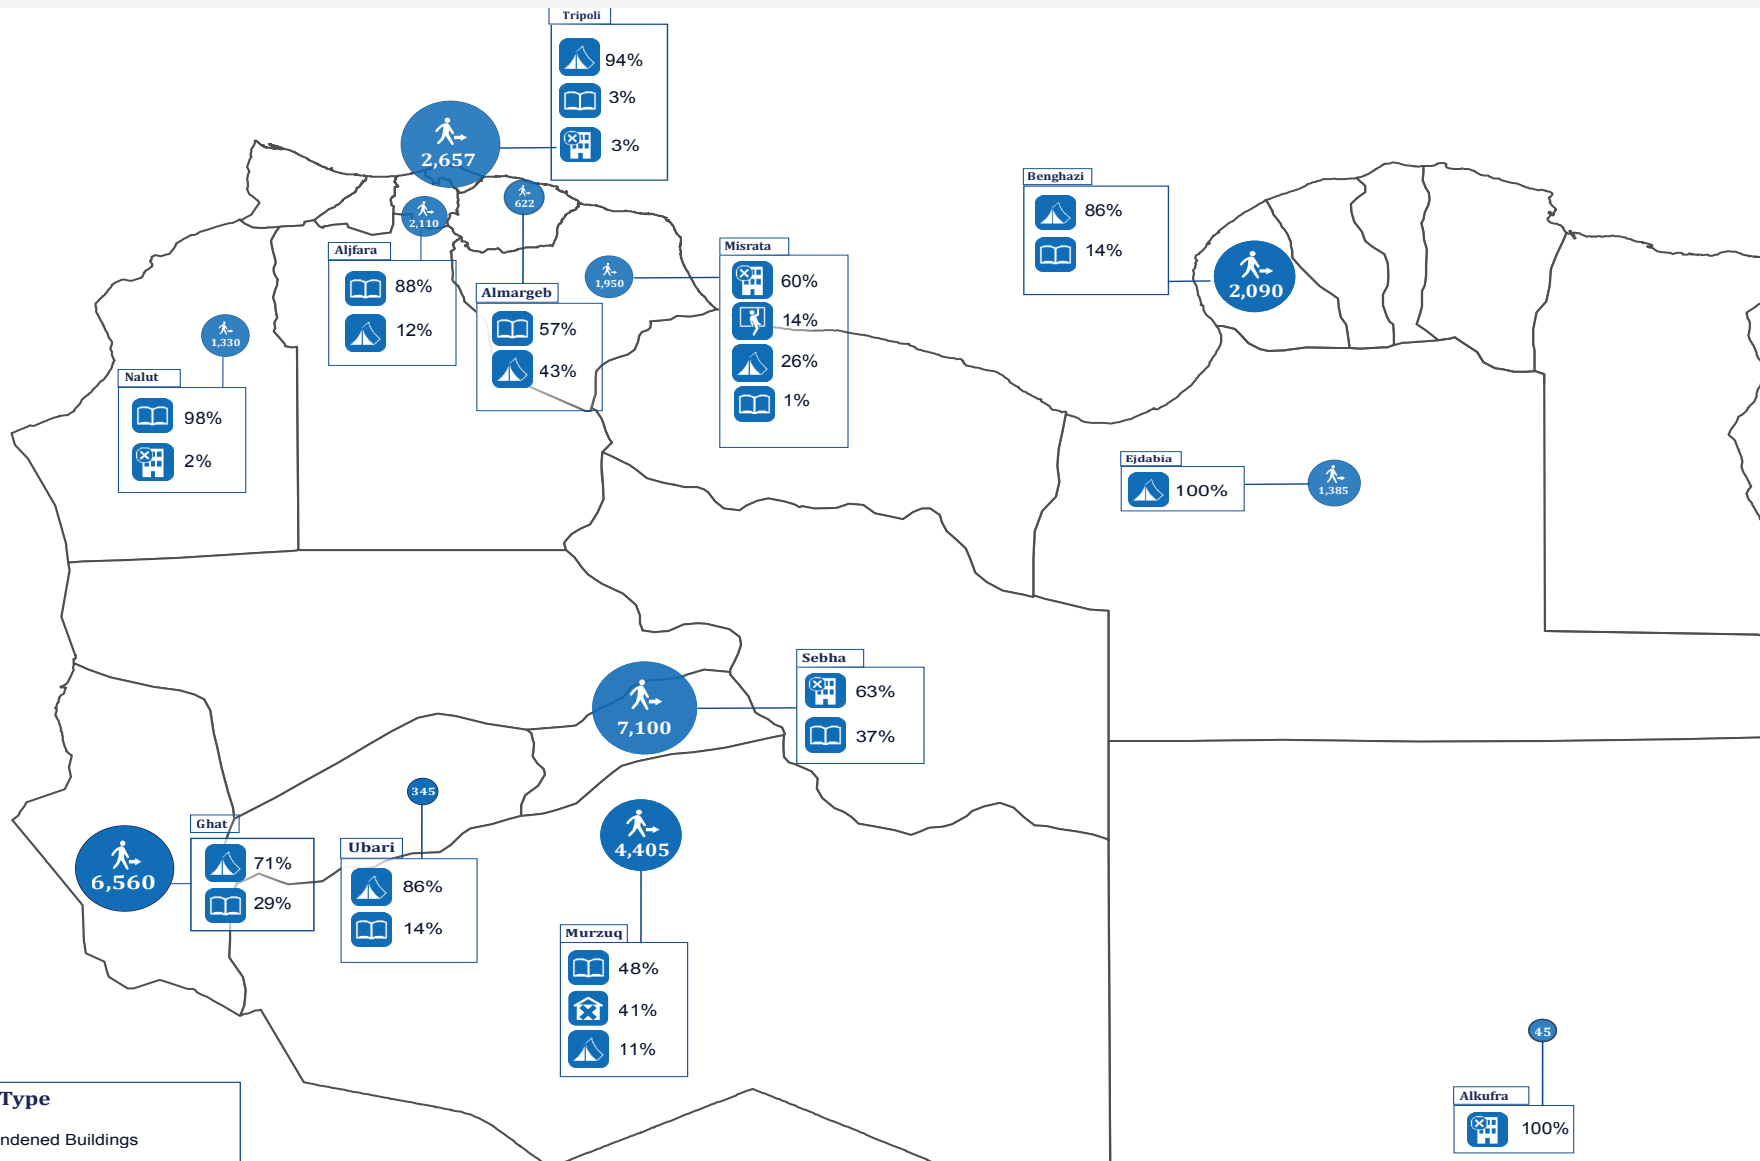 Tripoli
94%
3%
3%
2,657
622
2,110
Aljfara
88%
12%
Almargeb
57%
43%
1,950
Misrata
60%
14%
26%
1%
Benghazi
86%
14%
2,090
1,330
Nalut
98%
2%
Ejdabia
100%
1,385
Sebha
63%
37%
7,100
345
Ghat
71%
29%
6,560
Ubari
86%
14%
4,405
Murzuq
48%
41%
11%
45
Alkufra
100%
Type
ndened Buildings